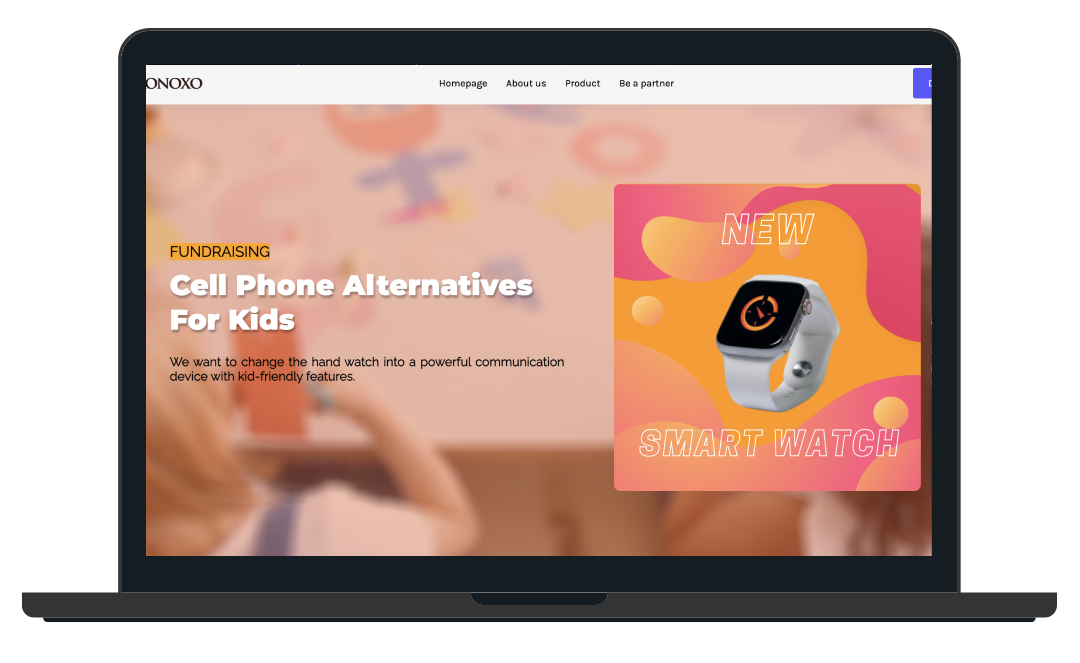 ONOXO
Homepage About us Product Be a partner
FUNDRAISING
Cell Phone Alternatives
For Kids
We want to change the hand watch into a powerful communication
device with kid-friendly features.
NEW
SMART WATCH